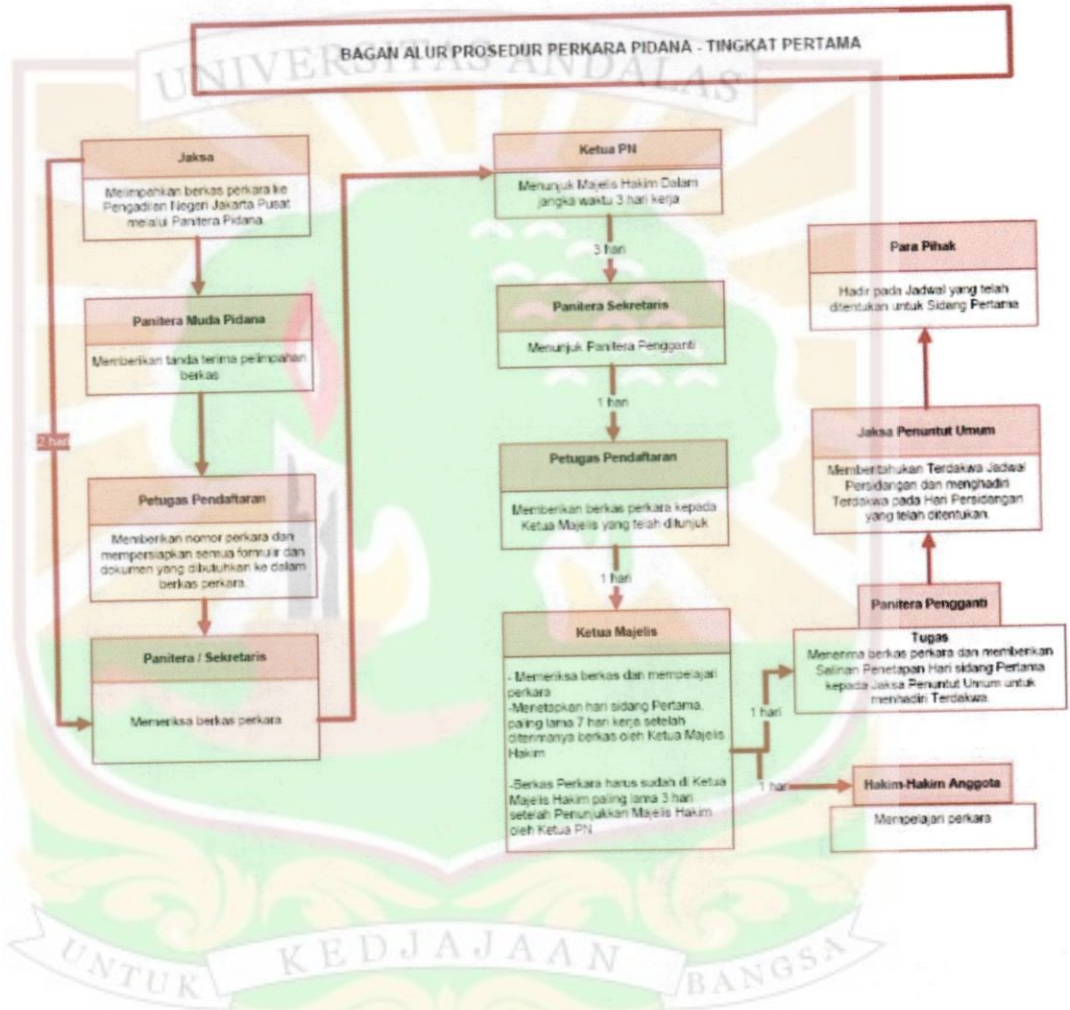 BAGAN ALUR PROSEDUR PERKARA PIDANA - TINGKAT PERTAMA
UNIVERSITAS ANDALAS
Jaksa
Melimpahkan berkas perkara ke
Pengadilan Negeri Jakarta Pusat
melalui Panitera Pidana.
Panitera Muda Pidana
Memberikan tanda terima pelimpahan
berkas
2 hari
Petugas Pendaftaran
Memberikan nomor perkara dan
mempersiapkan semua formulir dan
dokumen yang dibutuhkan ke dalam
berkas perkara.
Panitera / Sekretaris
Memeriksa berkas perkara
Ketua PN
Menunjuk Majelis Hakim Dalam
jangka waktu 3 hari kerja
3 hari
Panitera Sekretaris
Menunjuk Panitera Pengganti
1 hari
Petugas Pendaftaran
Memberikan berkas perkara kepada
Ketua Majelis yang telah ditunjuk
1 hari
Ketua Majelis
- Memeriksa berkas dan mempelajari
perkara
-Menetapkan hari sidang Pertama,
paling lama 7 hari kerja setelah
diterimanya berkas oleh Ketua Majelis
Hakim
-Berkas Perkara harus sudah di Ketua
Majelis Hakim paling lama 3 hari
setelah Penunjukkan Majelis Hakim
oleh Ketua PN
1 hari
1 hari
Para Pihak
Hadir pada Jadwal yang telah
ditentukan untuk Sidang Pertama
Jaksa Penuntut Umum
Memberitahukan Terdakwa Jadwal
Persidangan dan menghadiri
Terdakwa pada Hari Persidangan
yang telah ditentukan.
Panitera Pengganti
Tugas
Menerima berkas perkara dan memberikan
Salinan Penetapan Hari sidang Pertama
kepada Jaksa Penuntut Umum untuk
menhadiri Terdakwa.
Hakim-Hakim Anggota
Mempelajari perkara
UNTUK KEDJAJAAN BANGSA